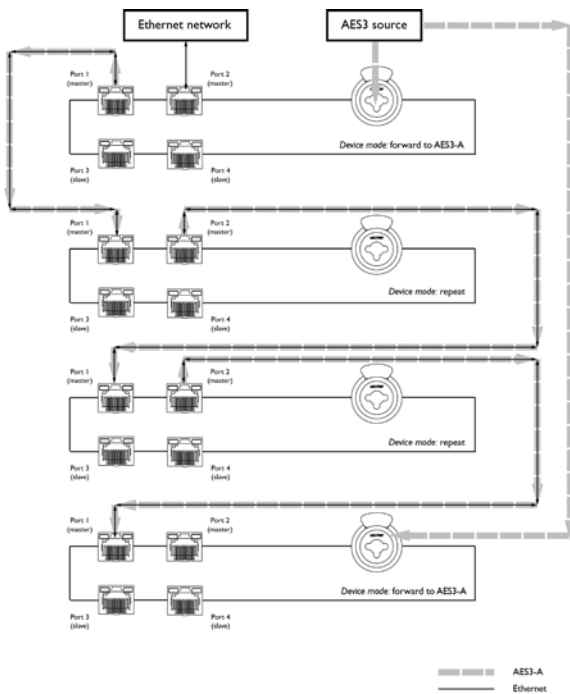 Ethernet network
AES3 source
Port 1
(master)
Port 2
(master)
Device mode: forward to AES3-A
Port 3
(slave)
Port 4
(slave)
Port 1
(master)
Port 2
(master)
Device mode: repeat
Port 3
(slave)
Port 4
(slave)
Port 1
(master)
Port 2
(master)
Device mode: repeat
Port 3
(slave)
Port 4
(slave)
Port 1
(master)
Port 2
(master)
Device mode: forward to AES3-A
Port 3
(slave)
Port 4
(slave)
AES3-A
Ethernet